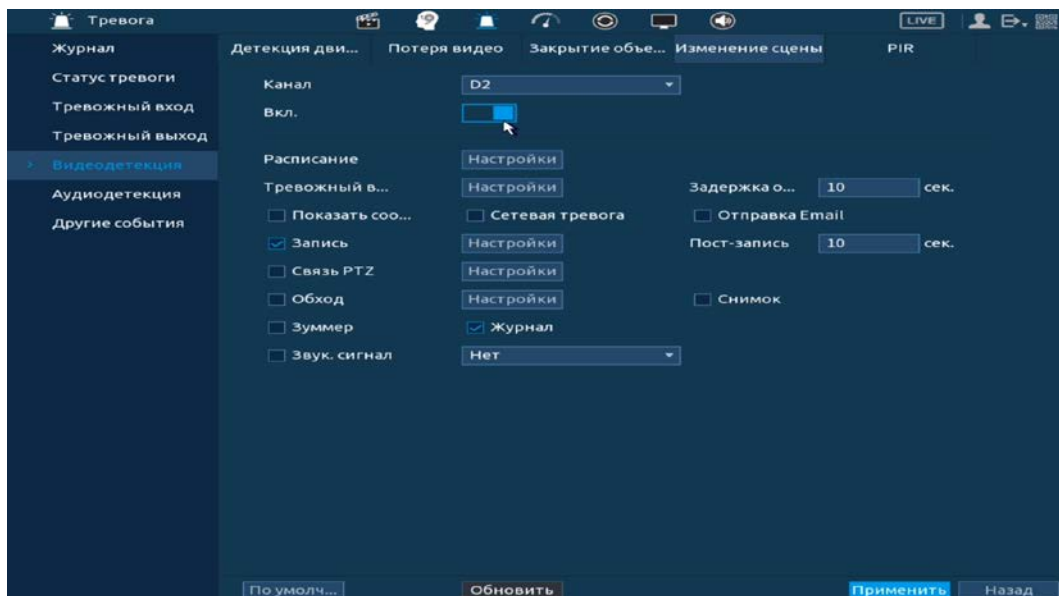 Тревога LIVE
Журнал
Статус тревоги
Тревожный вход
Тревожный выход
Видеодетекция
Аудиодетекция
Другие события
Детекция дви... Потеря видео Закрытие объе... Изменение сцены PIR
Канал D2
Вкл.
Расписание Настройки
Тревожный в... Настройки Задержка о... 10 сек.
Показать соо... Сетевая тревога Отправка Email
Запись Настройки Пост-запись 10 сек.
Связь PTZ Настройки
Обход Настройки Снимок
Зуммер Журнал
Звук. сигнал Нет
По умолч... Обновить Применить Назад